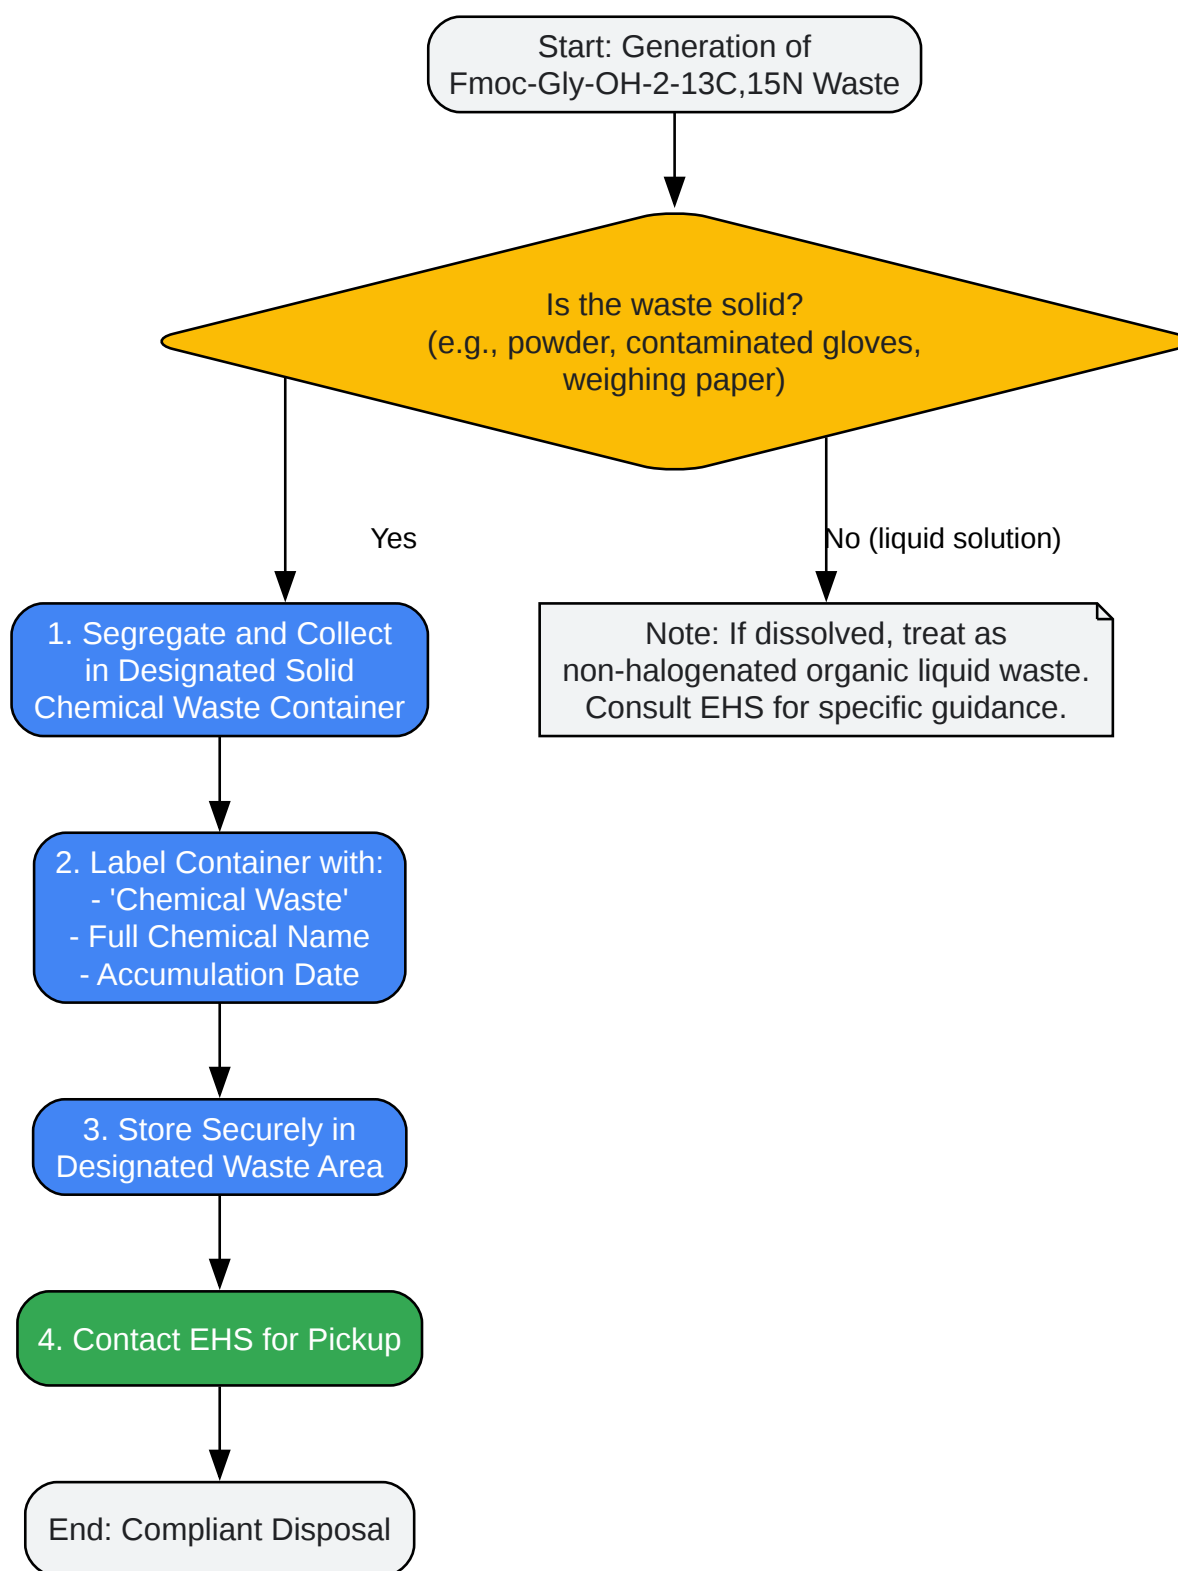 Start: Generation of
Fmoc-Gly-OH-2-13C,15N Waste
Is the waste solid?
(e.g., powder, contaminated gloves,
weighing paper)
Yes
No (liquid solution)
1. Segregate and Collect
in Designated Solid
Chemical Waste Container
Note: If dissolved, treat as
non-halogenated organic liquid waste.
Consult EHS for specific guidance.
2. Label Container with:
- 'Chemical Waste'
- Full Chemical Name
- Accumulation Date
3. Store Securely in
Designated Waste Area
4. Contact EHS for Pickup
End: Compliant Disposal